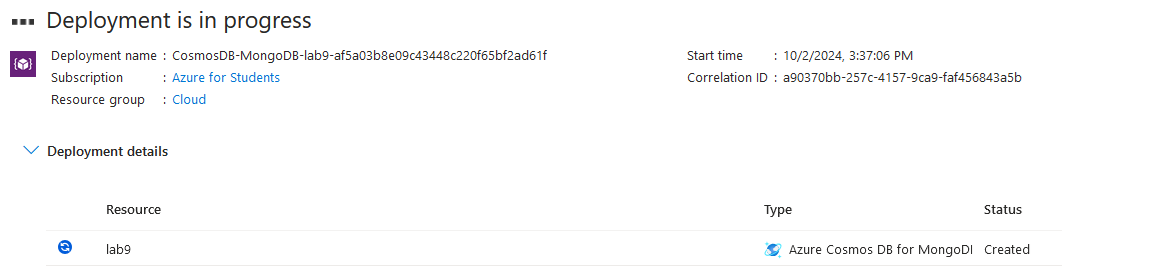 Deployment is in progress
Deployment name : CosmosDB-MongoDB-lab9-af5a03b8e09c43448c220f65bf2ad61f
Start time : 10/2/2024, 3:37:06 PM
Subscription : Azure for Students
Correlation ID : a90370bb-257c-4157-9ca9-faf456843a5b
Resource group : Cloud
Deployment details
Resource Type Status
lab9 Azure Cosmos DB for MongoDI Created